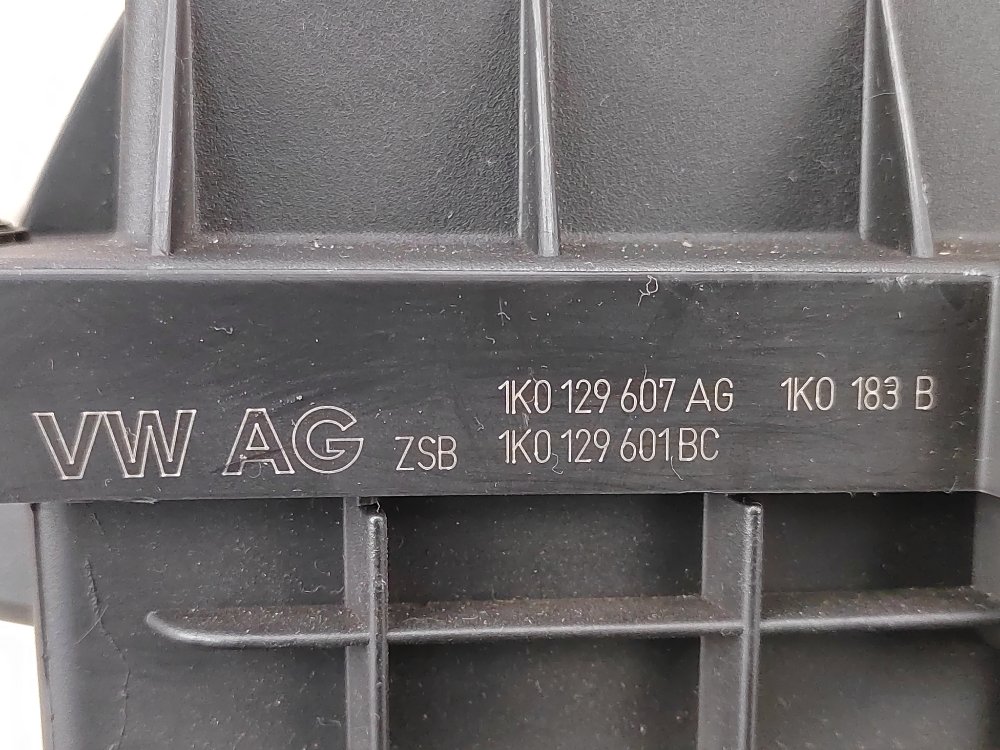 1K0 129 607 AG 1K0 183 B
VW AG ZSB 1K0 129 601 BC